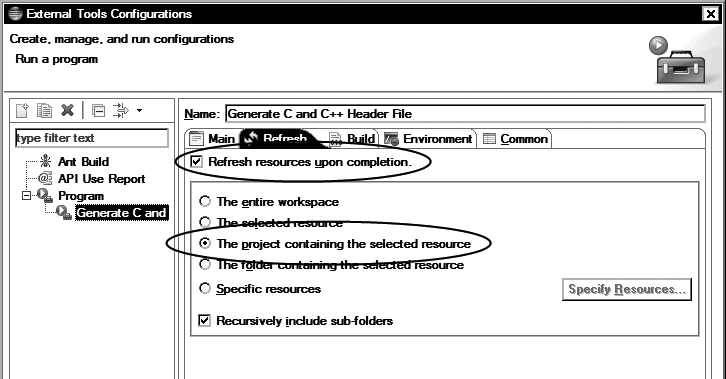 External Tools Configurations
Create, manage, and run configurations
Run a program
Name: Generate C and C++ Header File
type filter text
Main Refresh Build Environment Common
Ant Build
API Use Report
Program
Generate C and
Refresh resources upon completion.
The entire workspace
The selected resource
The project containing the selected resource
The folder containing the selected resource
Specific resources
Specify Resources...
Recursively include sub-folders